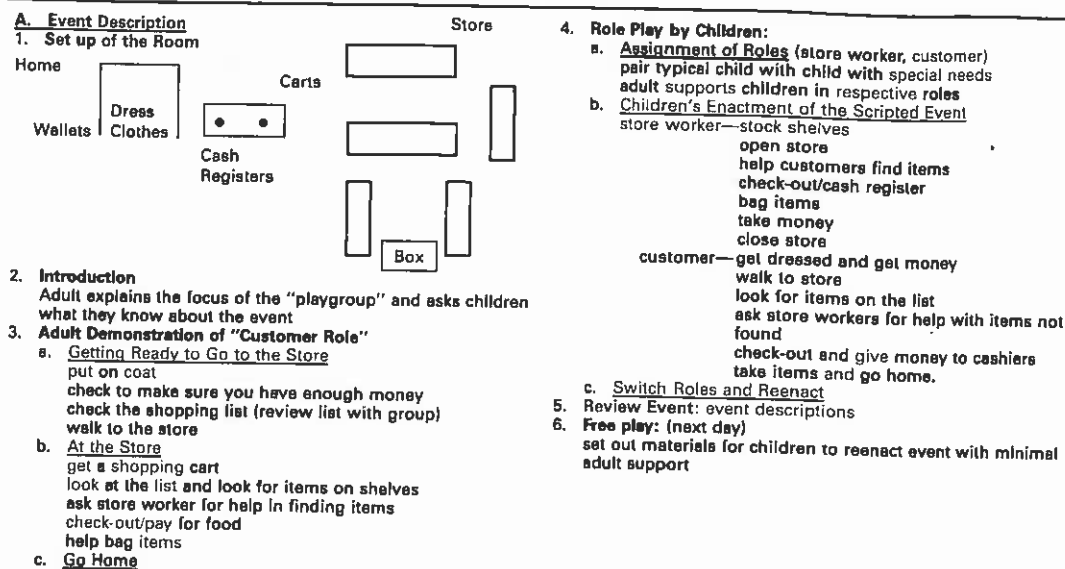 A. Event Description
1. Set up of the Room
Store
Home
Carts
Dress
Clothes
Wallets
Cash
Registers
Box
2. Introduction
Adult explains the focus of the "playgroup" and asks children
what they know about the event
3. Adult Demonstration of "Customer Role"
a. Getting Ready to Go to the Store
put on coat
check to make sure you have enough money
check the shopping list (review list with group)
walk to the store
b. At the Store
get a shopping cart
look at the list and look for items on shelves
ask store worker for help in finding items
check-out/pay for food
help bag items
c. Go Home
4. Role Play by Children:
a. Assignment of Roles (store worker, customer)
pair typical child with child with special needs
adult supports children in respective roles
b. Children's Enactment of the Scripted Event
store worker—stock shelves
open store
help customers find items
check-out/cash register
bag items
take money
close store
customer—get dressed and get money
walk to store
look for items on the list
ask store workers for help with items not
found
check-out and give money to cashiers
take items and go home.
c. Switch Roles and Reenact
5. Review Event: event descriptions
6. Free play: (next day)
set out materials for children to reenact event with minimal
adult support